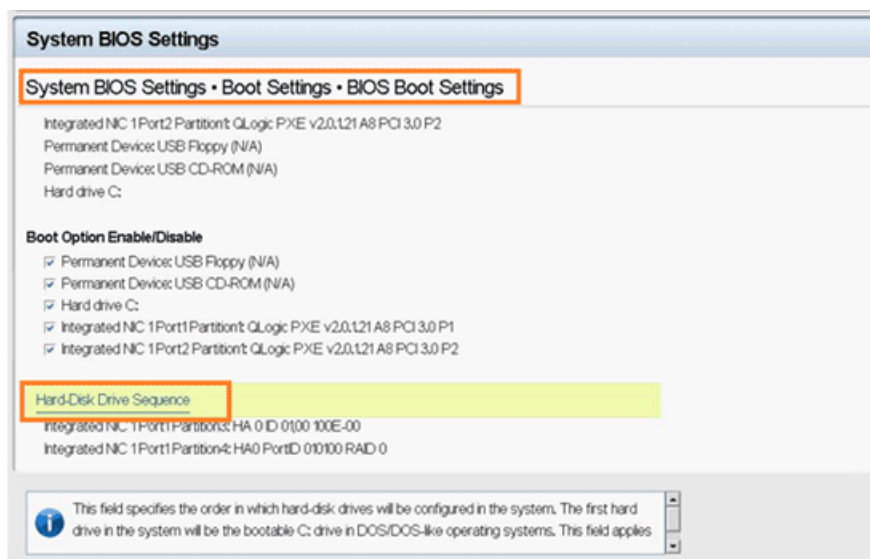 System BIOS Settings
System BIOS Settings • Boot Settings • BIOS Boot Settings
Integrated NIC 1 Port2 Partition1: QLogic PXE v2.0.1.21 A8 PCI 3.0 P2
Permanent Device: USB Floppy (N/A)
Permanent Device: USB CD-ROM (N/A)
Hard drive C:
Boot Option Enable/Disable
Permanent Device: USB Floppy (N/A)
Permanent Device: USB CD-ROM (N/A)
Hard drive C:
Integrated NIC 1 Port1 Partition1: QLogic PXE v2.0.1.21 A8 PCI 3.0 P1
Integrated NIC 1 Port2 Partition1: QLogic PXE v2.0.1.21 A8 PCI 3.0 P2
Hard-Disk Drive Sequence
Integrated NIC 1 Port1 Partition3: HA 0 ID 01,00 100E-00
Integrated NIC 1 Port1 Partition4: HA0 PortID 010100 RAID 0
This field specifies the order in which hard-disk drives will be configured in the system. The first hard
drive in the system will be the bootable C: drive in DOS/DOS-like operating systems. This field applies